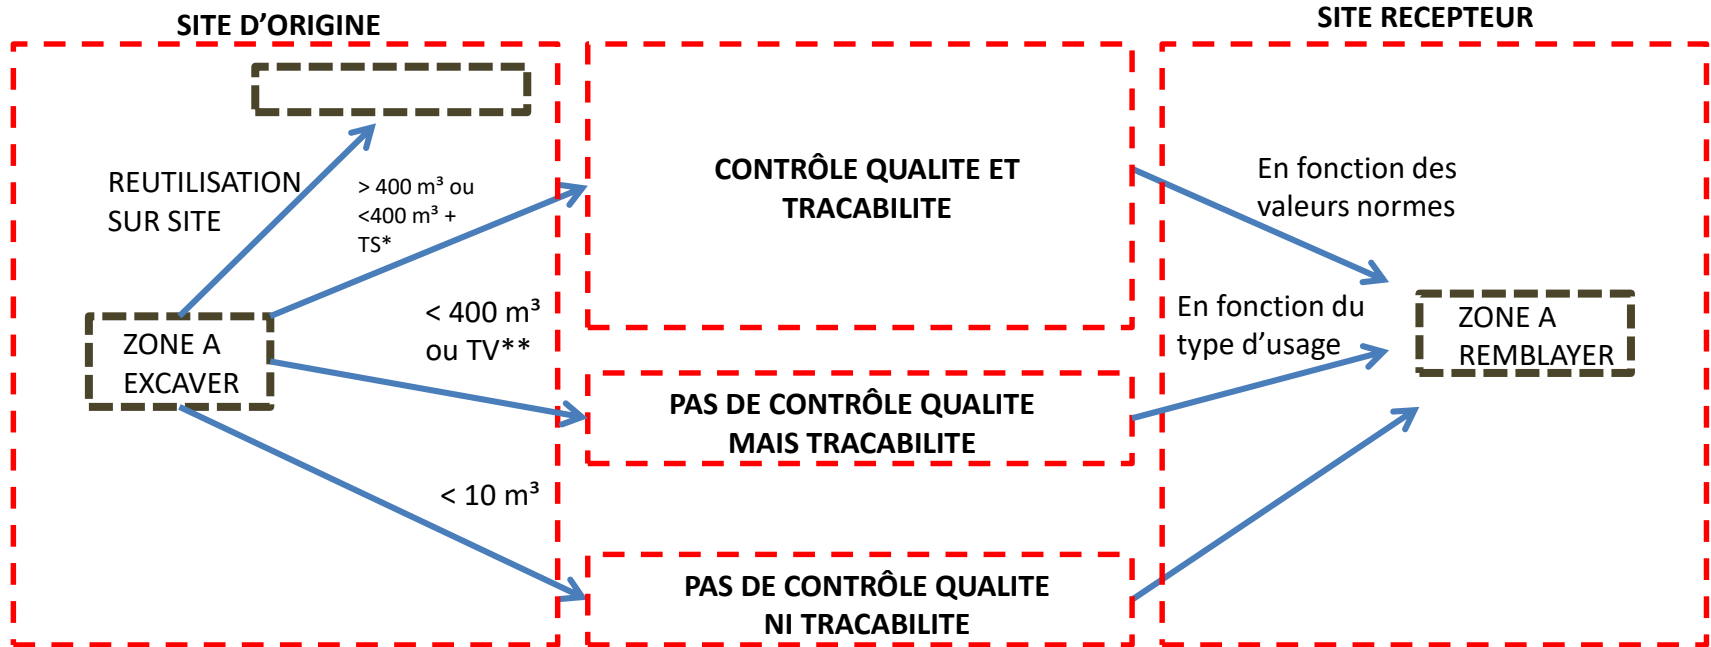 SITE D'ORIGINE
SITE RECEPTEUR
REUTILISATION
SUR SITE
> 400 m³ ou
<400 m³ +
TS*
CONTRÔLE QUALITE ET
TRACABILITE
En fonction des
valeurs normes
ZONE A
EXCAVER
< 400 m³
ou TV**
En fonction du
type d'usage
ZONE A
REMBLAYER
PAS DE CONTRÔLE QUALITE
MAIS TRACABILITE
< 10 m³
PAS DE CONTRÔLE QUALITE
NI TRACABILITE